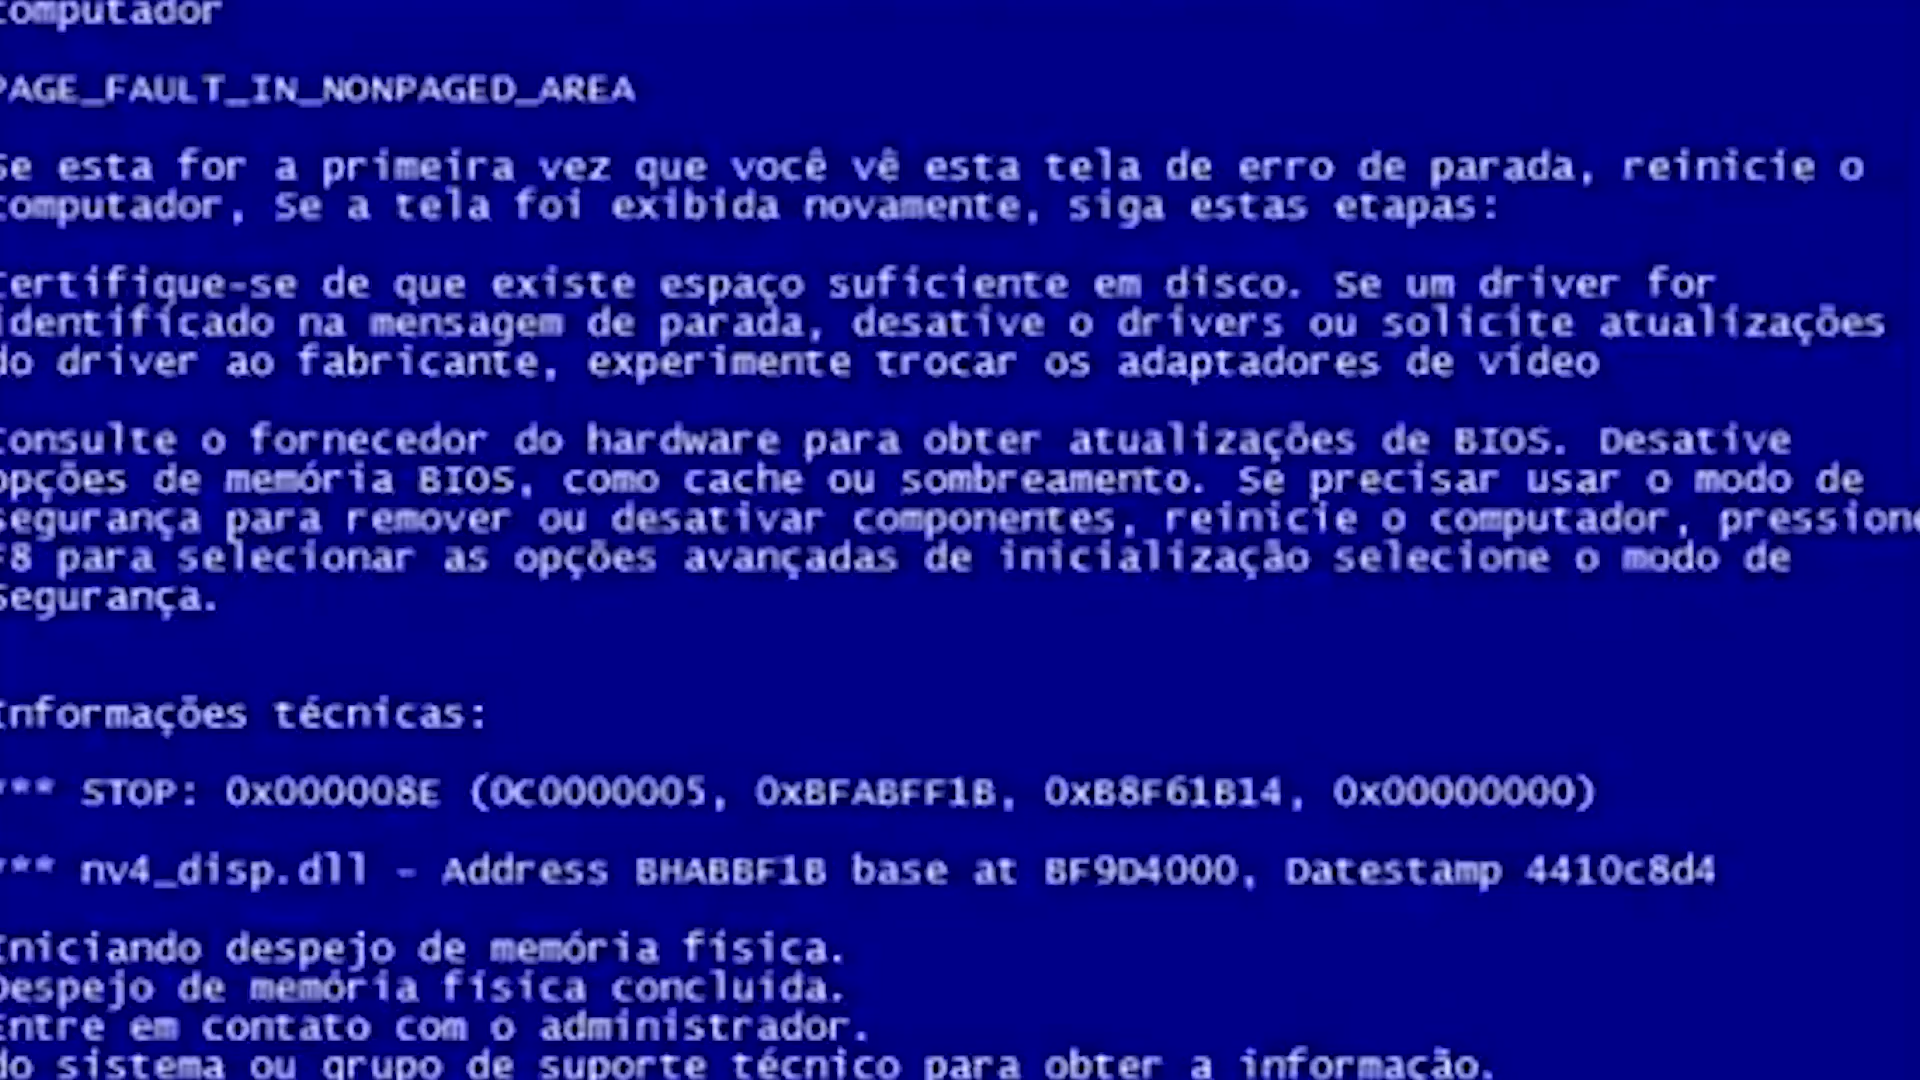 computador
PAGE_FAULT_IN_NONPAGED_AREA
Se esta for a primeira vez que você vê esta tela de erro de parada, reinicie o
computador, Se a tela foi exibida novamente, siga estas etapas:
Certifique-se de que existe espaço suficiente em disco. Se um driver for
identificado na mensagem de parada, desative o drivers ou solicite atualizações
do driver ao fabricante, experimente trocar os adaptadores de vídeo
Consulte o fornecedor do hardware para obter atualizações de BIOS. Desative
opções de memória BIOS, como cache ou sombreamento. Se precisar usar o modo de
segurança para remover ou desativar componentes, reinicie o computador, pressione
F8 para selecionar as opções avançadas de inicialização selecione o modo de
Segurança.
Informações técnicas:
*** STOP: 0x000008E (0C0000005, 0xBFABFF1B, 0xB8F61B14, 0x00000000)
*** nv4_disp.dll - Address BHABBF1B base at BF9D4000, Datestamp 4410c8d4
Iniciando despejo de memória física.
Despejo de memória física concluída.
Entre em contato com o administrador.
do sistema ou grupo de suporte técnico para obter a informação.